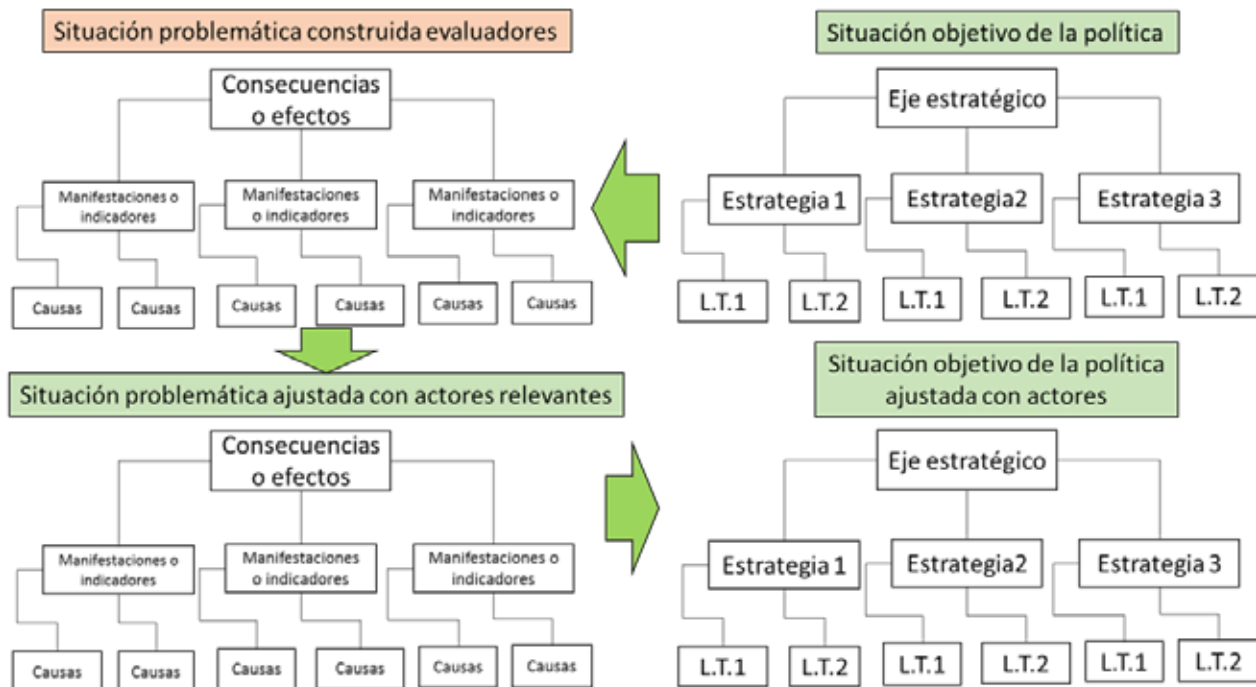 Situación problemática construida evaluadores
Consecuencias
o efectos
Manifestaciones o
indicadores
Manifestaciones
o indicadores
Manifestaciones o
indicadores
Causas
Causas
Causas
Causas
Causas
Causas
Situación objetivo de la política
Eje estratégico
Estrategia 1
Estrategia2
Estrategia 3
L.T.1
L.T.2
L.T.1
L.T.2
L.T.1
L.T.2
Situación problemática ajustada con actores relevantes
Consecuencias
o efectos
Manifestaciones o
indicadores
Manifestaciones
o indicadores
Manifestaciones o
indicadores
Causas
Causas
Causas
Causas
Causas
Causas
Situación objetivo de la política
ajustada con actores
Eje estratégico
Estrategia 1
Estrategia2
Estrategia 3
L.T.1
L.T.2
L.T.1
L.T.2
L.T.1
L.T.2